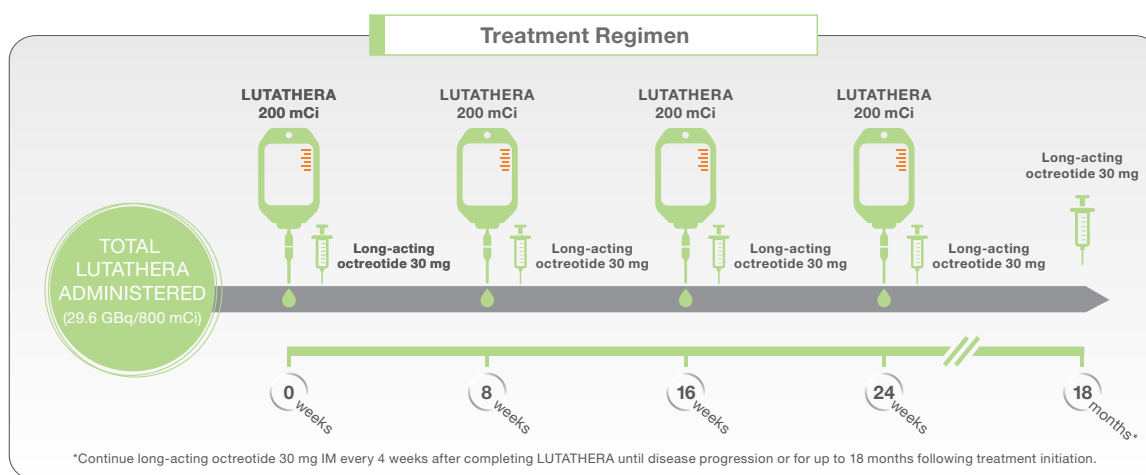 Treatment Regimen
LUTATHERA
200 mCi
LUTATHERA
200 mCi
LUTATHERA
200 mCi
LUTATHERA
200 mCi
Long-acting
octreotide 30 mg
TOTAL
LUTATHERA
ADMINISTERED
(29.6 GBq/800 mCi)
Long-acting
octreotide 30 mg
Long-acting
octreotide 30 mg
Long-acting
octreotide 30 mg
Long-acting
octreotide 30 mg
0 weeks
8 weeks
16 weeks
24 weeks
18 months*
*Continue long-acting octreotide 30 mg IM every 4 weeks after completing LUTATHERA until disease progression or for up to 18 months following treatment initiation.